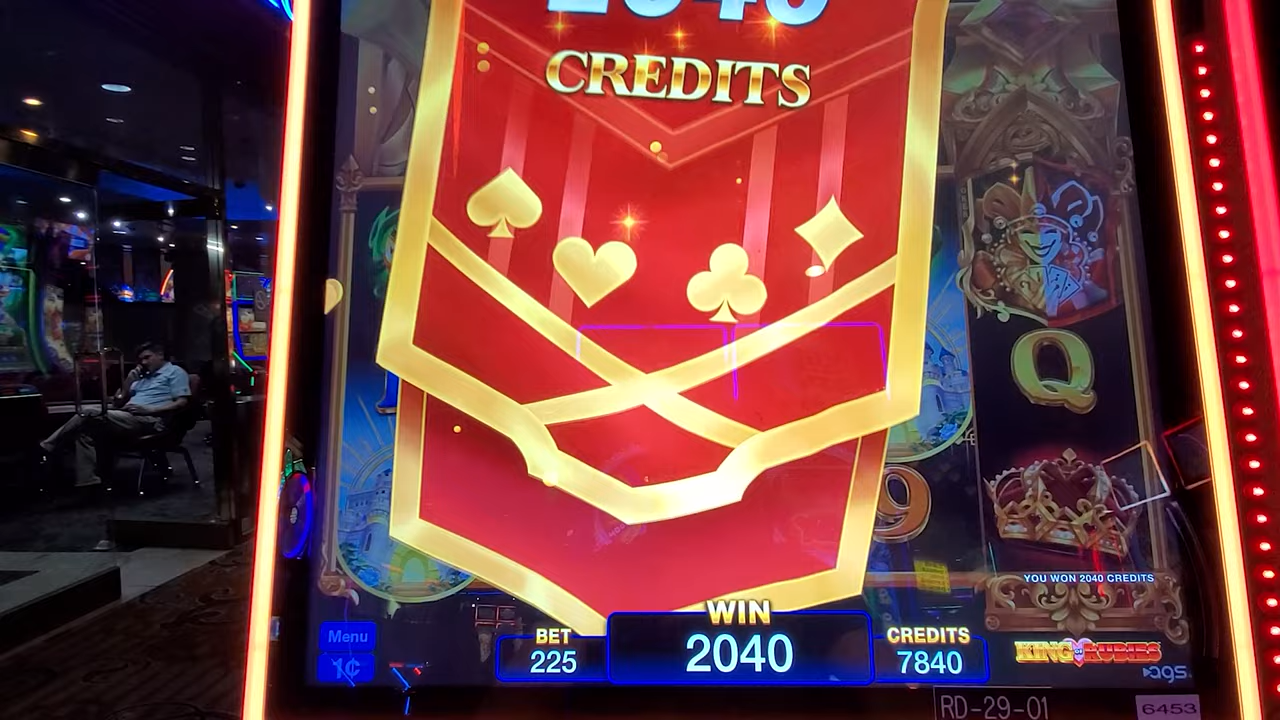 2040
CREDITS
Q
9
YOU WON 2040 CREDITS
WIN
2040
BET
225
CREDITS
7840
Menu
1¢
KING OF RUBIES
ags
RD-29-01
6453